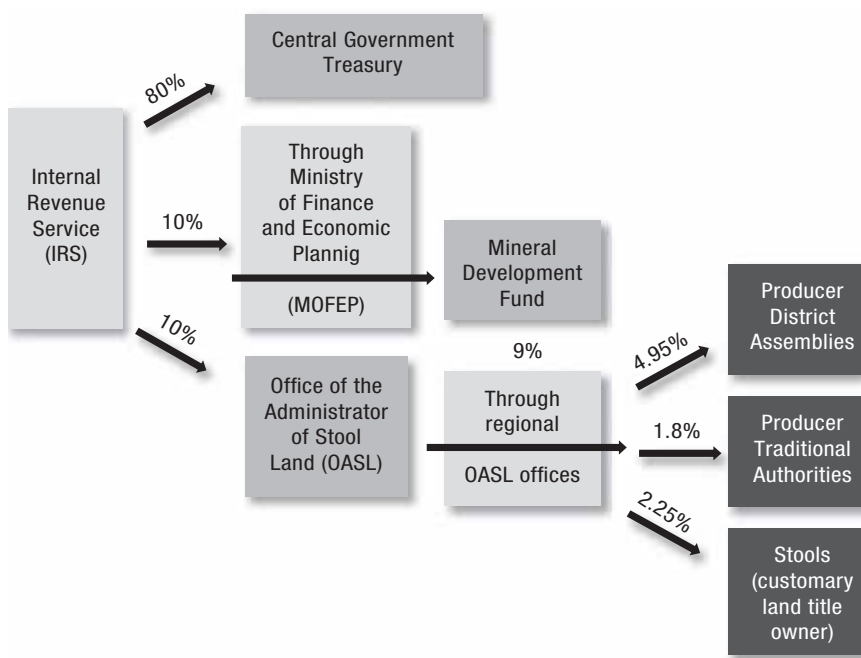 Central Government
Treasury
80%
Internal
Revenue
Service
(IRS)
10%
Through
Ministry
of Finance
and Economic
Plannig
(MOFEP)
Mineral
Development
Fund
10%
Office of the
Administrator
of Stool
Land (OASL)
9%
Through
regional
OASL offices
4.95%
Producer
District
Assemblies
1.8%
Producer
Traditional
Authorities
2.25%
Stools
(customary
land title
owner)